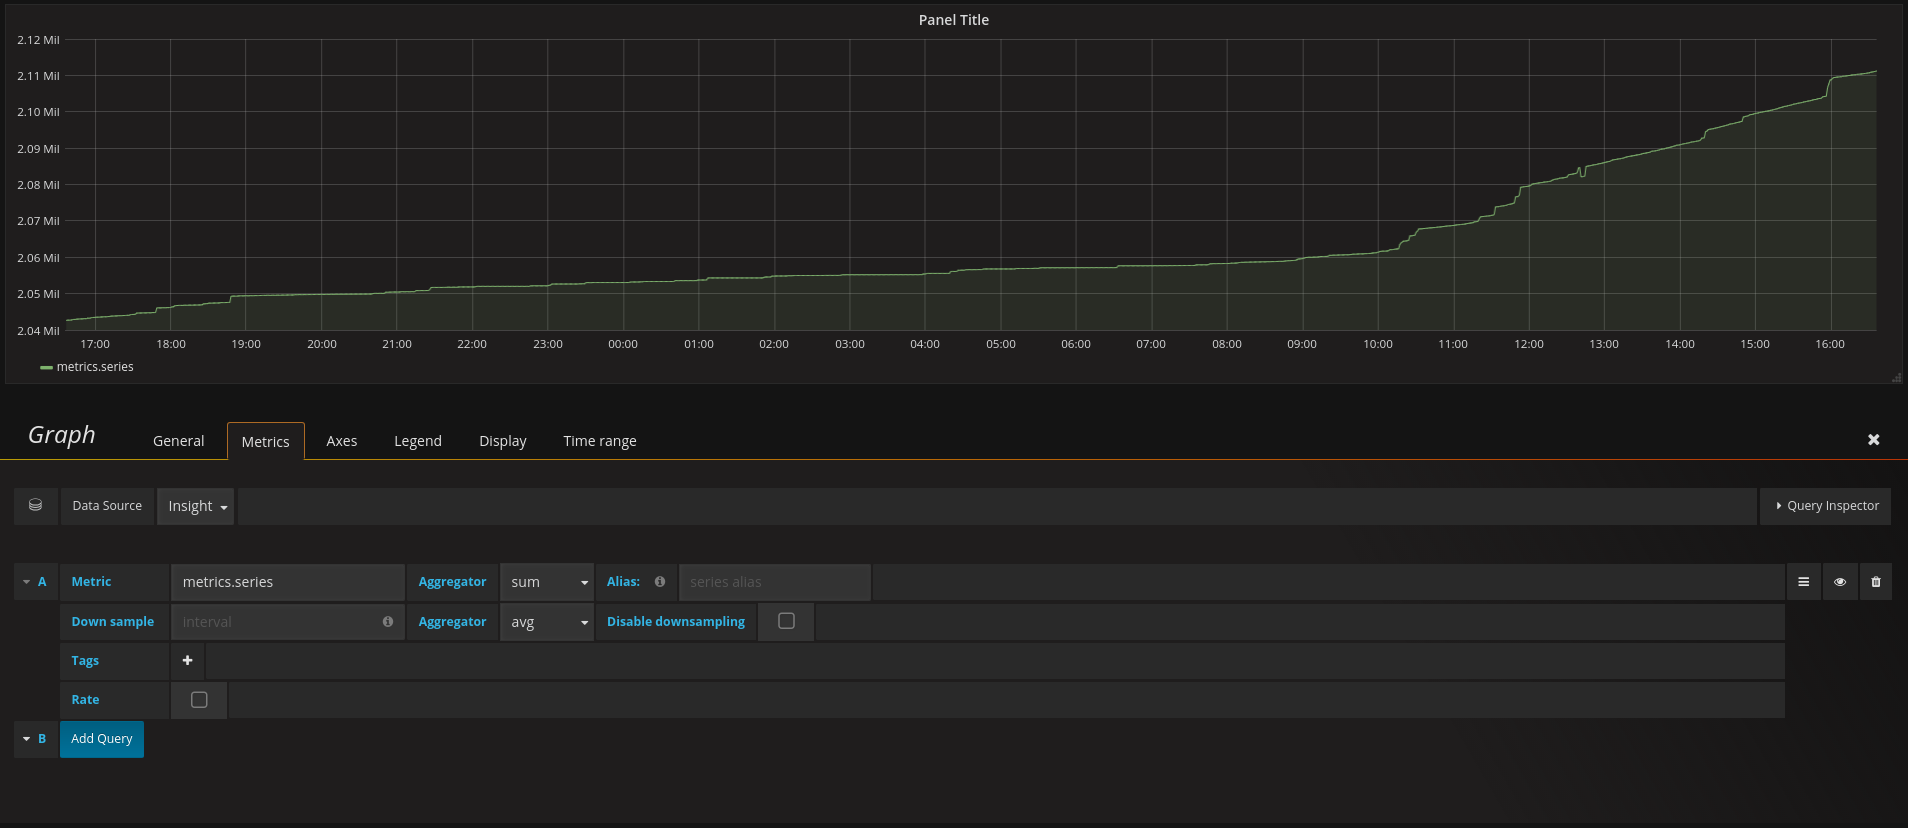 Panel Title
2.12 Mil
2.11 Mil
2.10 Mil
2.09 Mil
2.08 Mil
2.07 Mil
2.06 Mil
2.05 Mil
2.04 Mil
17:00 18:00 19:00 20:00 21:00 22:00 23:00 00:00 01:00 02:00 03:00 04:00 05:00 06:00 07:00 08:00 09:00 10:00 11:00 12:00 13:00 14:00 15:00 16:00
metrics.series
Graph General Metrics Axes Legend Display Time range
Data Source Insight Query Inspector
A Metric metrics.series Aggregator sum Alias: series alias
Down sample interval Aggregator avg Disable downsampling
Tags
Rate
B Add Query